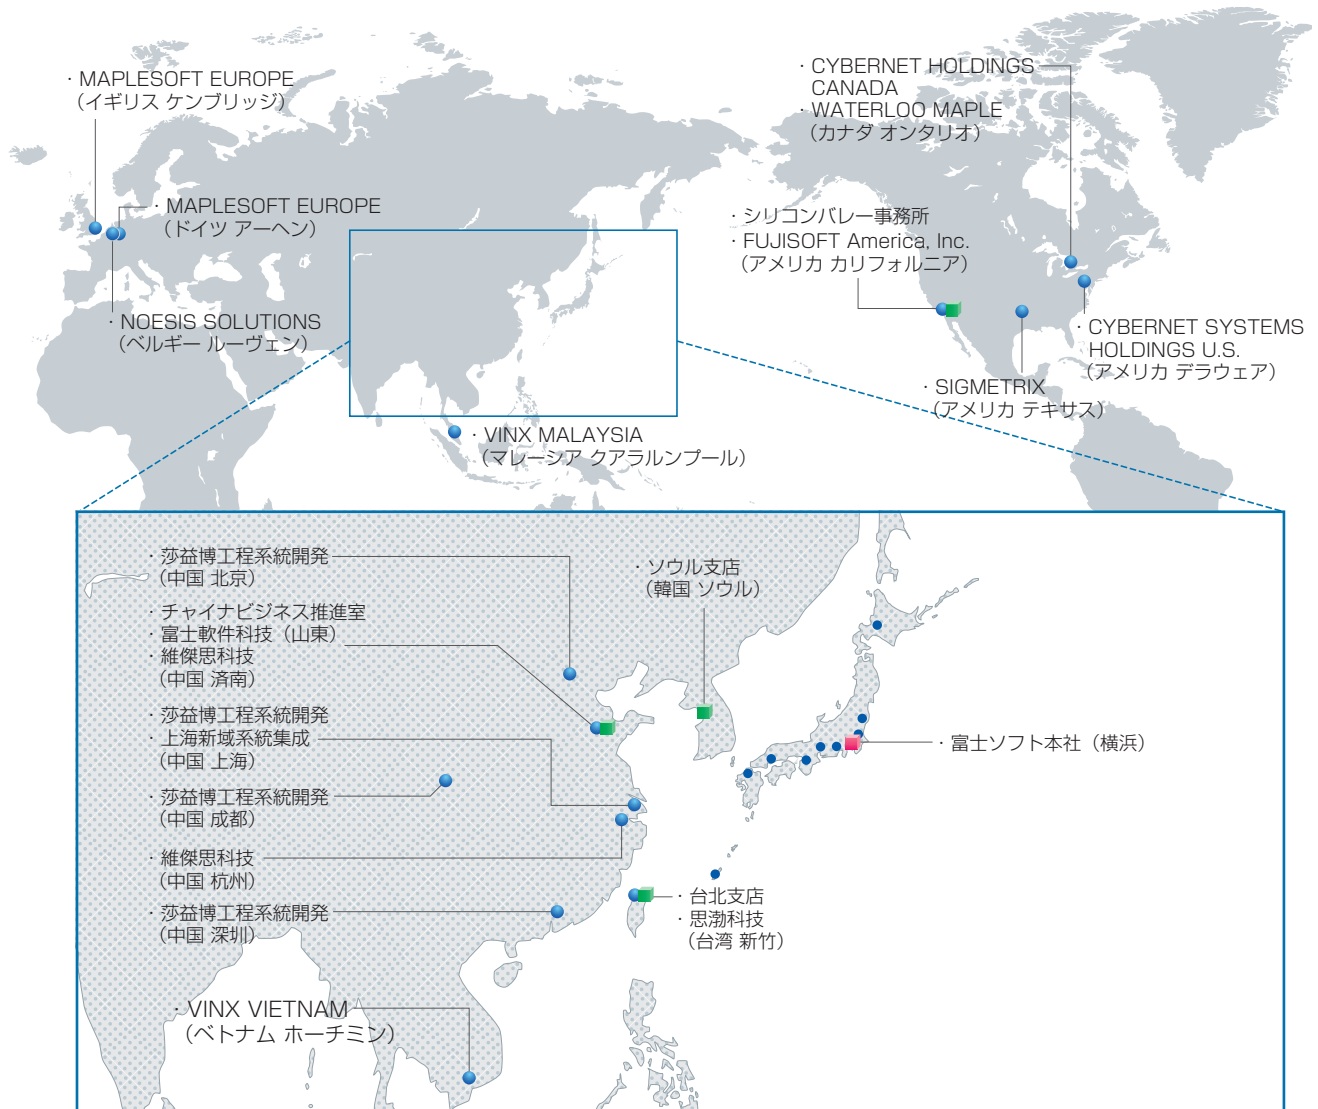 · MAPLESOFT EUROPE
（イギリス ケンブリッジ）
· MAPLESOFT EUROPE
（ドイツ アーヘン）
· NOESIS SOLUTIONS
（ベルギー ルーヴェン）
· CYBERNET HOLDINGS
CANADA
· WATERLOO MAPLE
（カナダ オンタリオ）
· シリコンバレー事務所
· FUJISOFT America, Inc.
（アメリカ カリフォルニア）
· CYBERNET SYSTEMS
HOLDINGS U.S.
（アメリカ デラウェア）
· SIGMETRIX
（アメリカ テキサス）
· VINX MALAYSIA
（マレーシア クアラルンプール）
· 莎益博工程系統開発
（中国 北京）
· チャイナビジネス推進室
· 富士軟件科技（山東）
· 維傑思科技
（中国 済南）
· 莎益博工程系統開発
· 上海新域系統集成
（中国 上海）
· 莎益博工程系統開発
（中国 成都）
· 維傑思科技
（中国 杭州）
· 莎益博工程系統開発
（中国 深圳）
· VINX VIETNAM
（ベトナム ホーチミン）
· ソウル支店
（韓国 ソウル）
· 富士ソフト本社（横浜）
· 台北支店
· 思渤科技
（台湾 新竹）